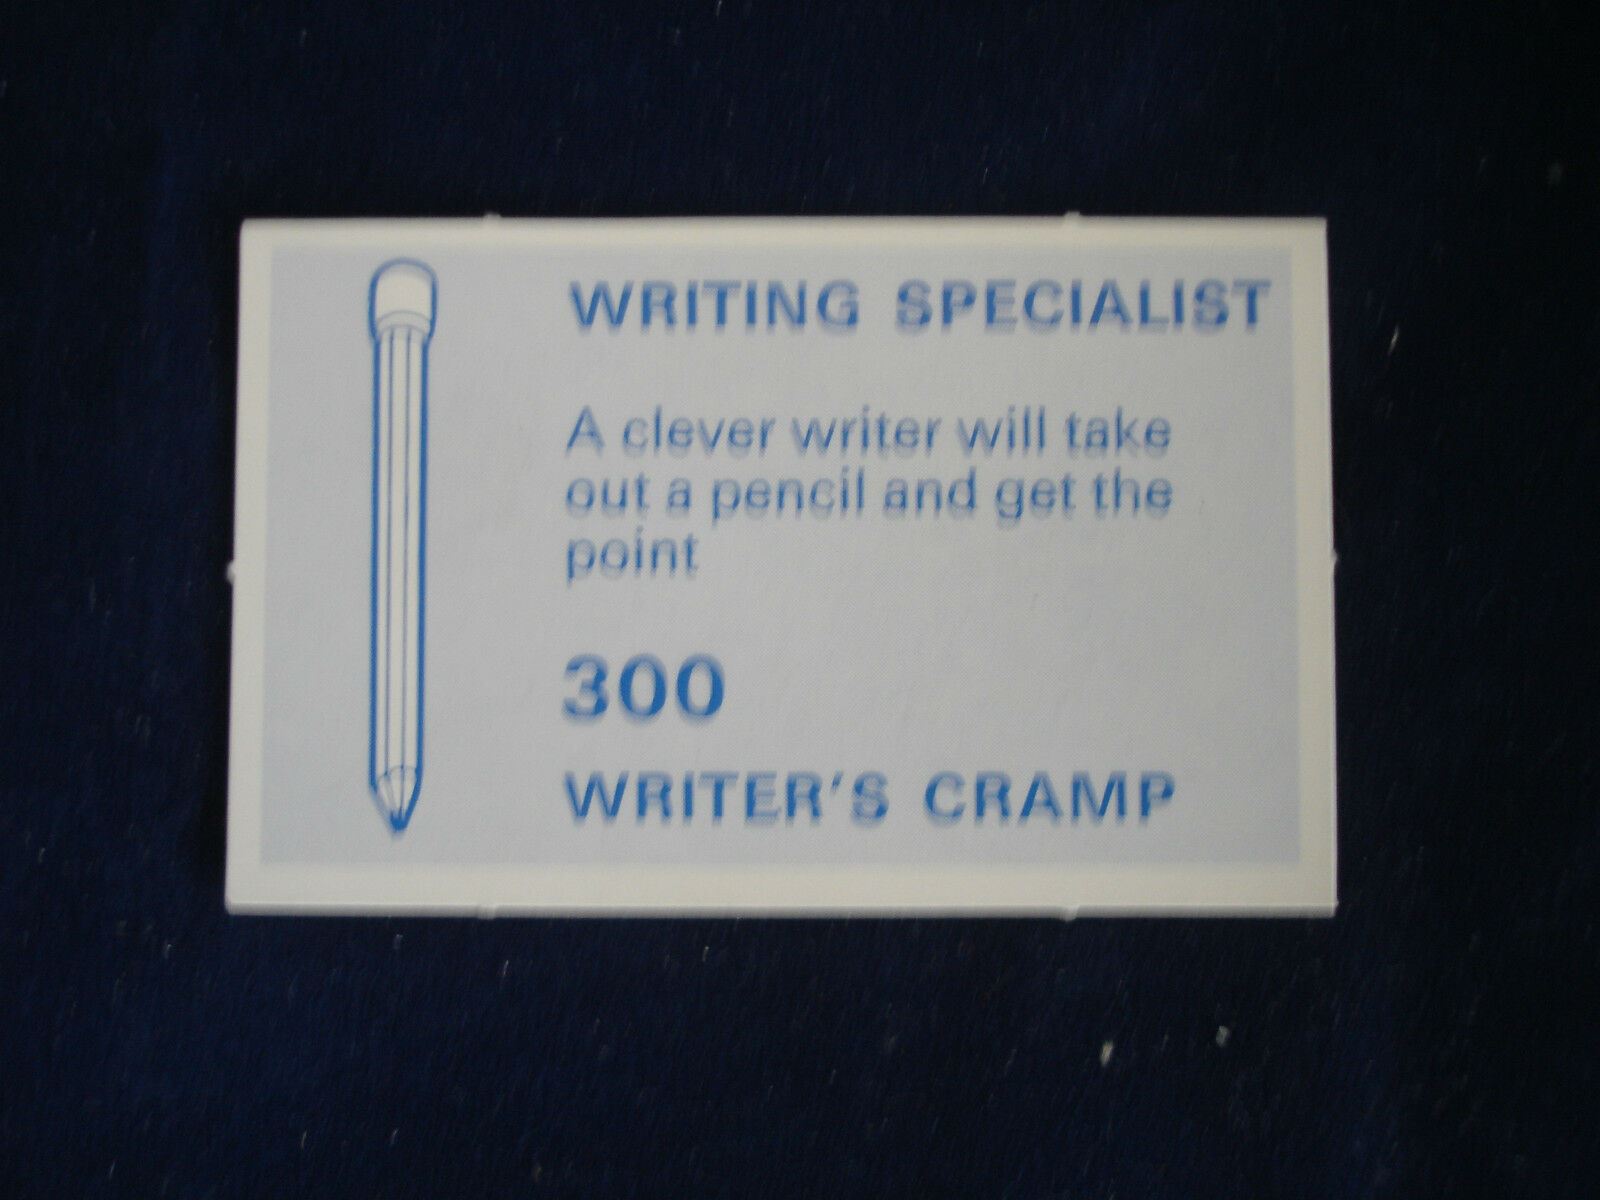 WRITING SPECIALIST
A clever writer will take
out a pencil and get the
point
300
WRITER'S CRAMP